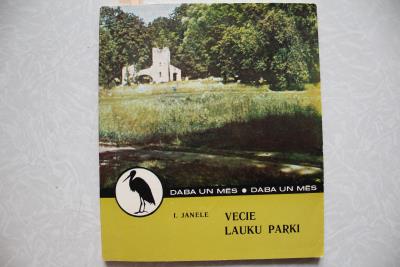 DABA UN MĒS ● DABA UN MĒS
I. JANELE
VECIE
LAUKU PARKI